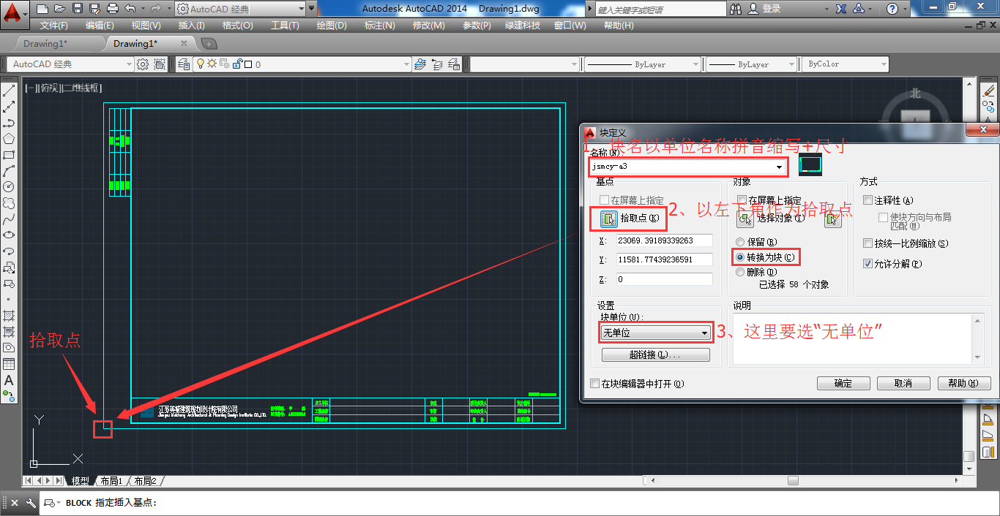 AutoCAD 经典
Autodesk AutoCAD 2014 Drawing1.dwg
键入关键字或短语
登录
文件(F) 编辑(E) 视图(V) 插入(I) 格式(O) 工具(T) 绘图(D) 标注(N) 修改(M) 参数(P) 绿建科技 窗口(W) 帮助(H)
Drawing1* Drawing1*
AutoCAD 经典
0
ByLayer ByLayer ByColor
[-][俯视][二维线框]
北
块定义
1、块名以单位名称拼音缩写+尺寸
名称(N):
jsmcy-a3
基点
在屏幕上指定
2、以左下角作为拾取点
拾取点(K)
X: 23069.39189339263
Y: 11581.77439236591
Z: 0
对象
在屏幕上指定
选择对象(T)
保留(R)
转换为块(C)
删除(D)
已选择 58 个对象
方式
注释性(A)
使块方向与布局
匹配(M)
按统一比例缩放(S)
允许分解(P)
设置
块单位(U):
无单位
3、这里要选“无单位”
超链接(L)...
说明
在块编辑器中打开(O)
确定 取消 帮助(H)
拾取点
江苏美城建筑规划设计院有限公司
Y
X
模型 布局1 布局2
BLOCK 指定插入基点: